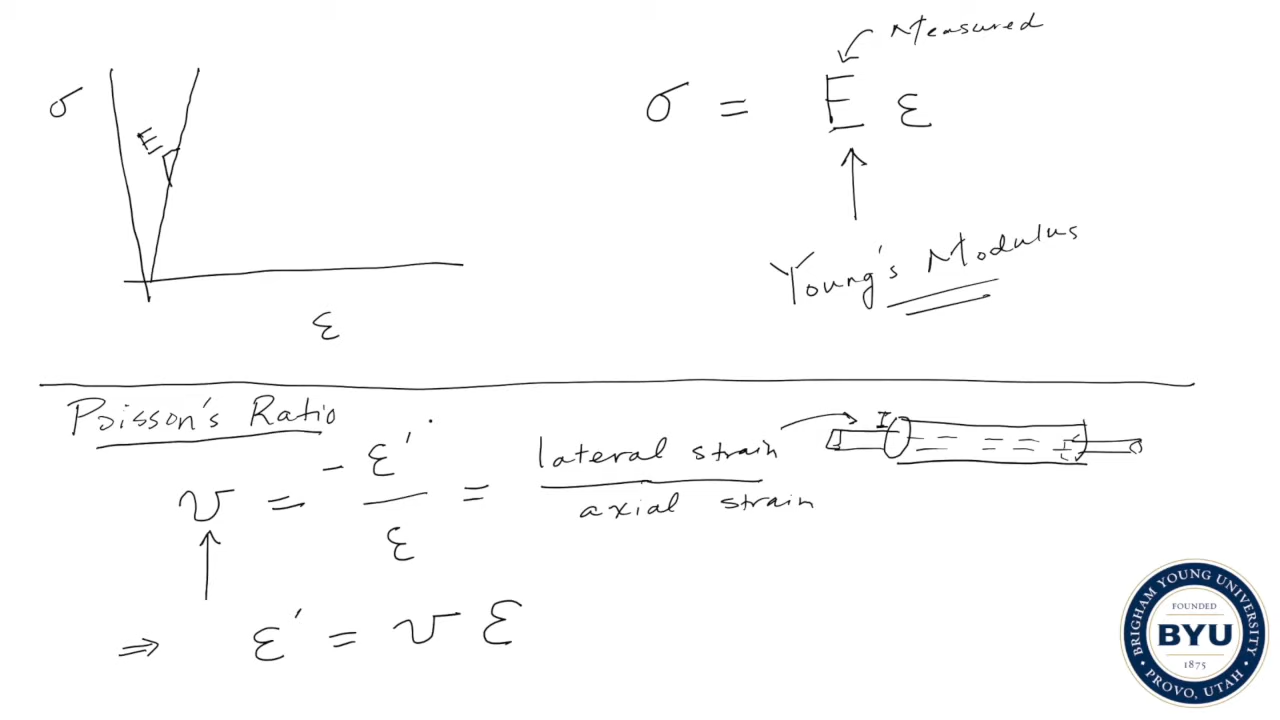 Measured
σ
σ = E ε
E
Young's Modulus
ε
Poisson's Ratio
I
ν = - ε' / ε = lateral strain / axial strain
⇒ ε' = ν ε
BRIGHAM YOUNG UNIVERSITY
FOUNDED
BYU
1875
PROVO, UTAH